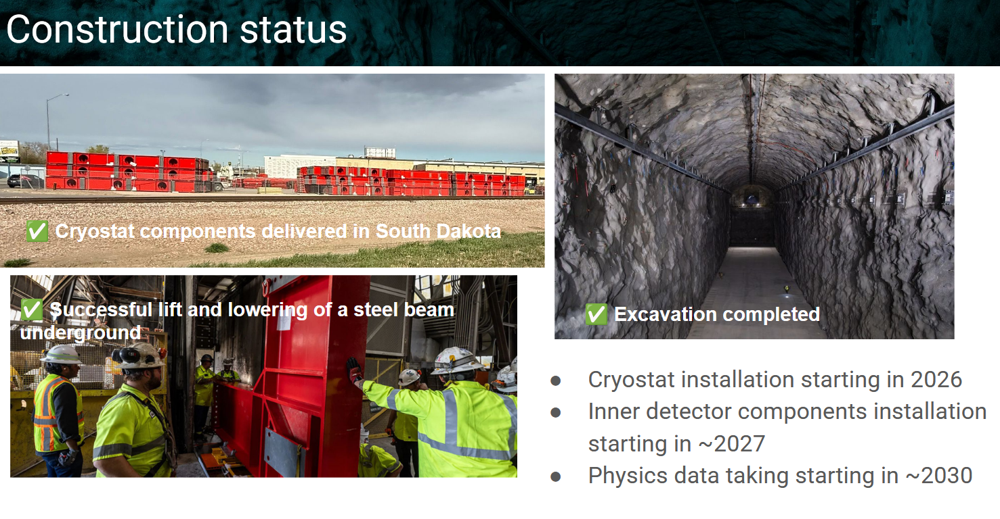 Construction status
✅ Cryostat components delivered in South Dakota
✅ Successful lift and lowering of a steel beam
underground
✅ Excavation completed
● Cryostat installation starting in 2026
● Inner detector components installation
starting in ~2027
● Physics data taking starting in ~2030